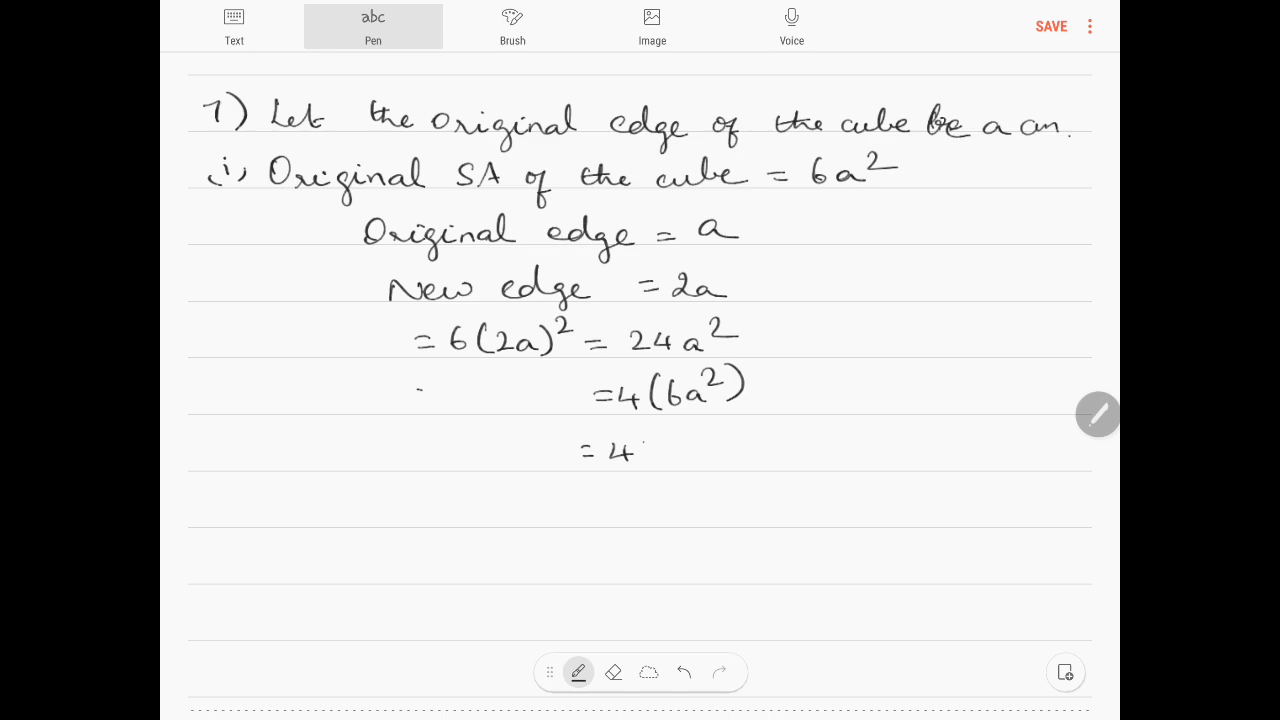 Text
abc
Pen
Brush
Image
Voice
SAVE
7) Let the original edge of the cube be a cm.
(i) Original SA of the cube = 6a²
Original edge = a
New edge = 2a
= 6(2a)² = 24a²
= 4(6a²)
= 4